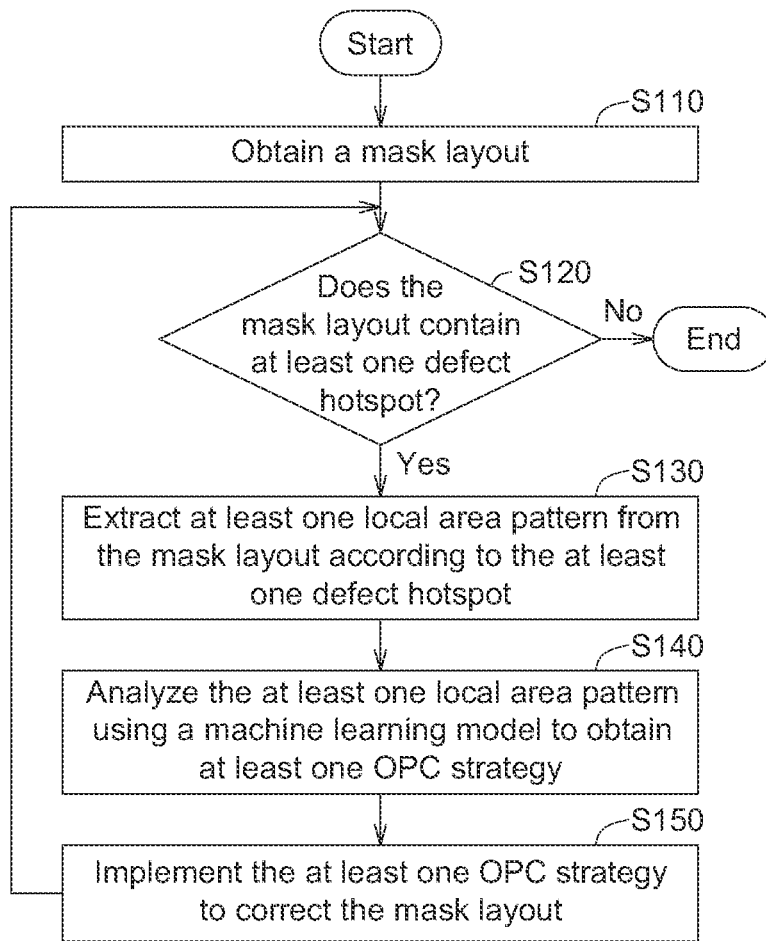 Start
S110
Obtain a mask layout
S120
Does the
mask layout contain
at least one defect
hotspot?
No
End
Yes
S130
Extract at least one local area pattern from
the mask layout according to the at least
one defect hotspot
S140
Analyze the at least one local area pattern
using a machine learning model to obtain
at least one OPC strategy
S150
Implement the at least one OPC strategy
to correct the mask layout